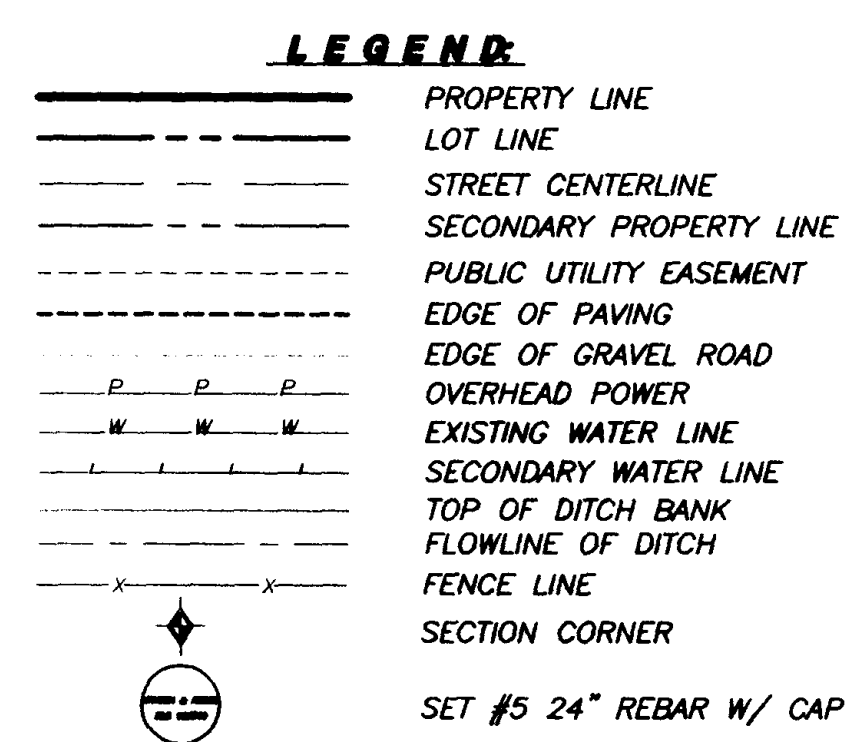 LEGEND:
PROPERTY LINE
LOT LINE
STREET CENTERLINE
SECONDARY PROPERTY LINE
PUBLIC UTILITY EASEMENT
EDGE OF PAVING
EDGE OF GRAVEL ROAD
P P P OVERHEAD POWER
W W W EXISTING WATER LINE
SECONDARY WATER LINE
TOP OF DITCH BANK
FLOWLINE OF DITCH
X X FENCE LINE
SECTION CORNER
SET #5 24" REBAR W/ CAP